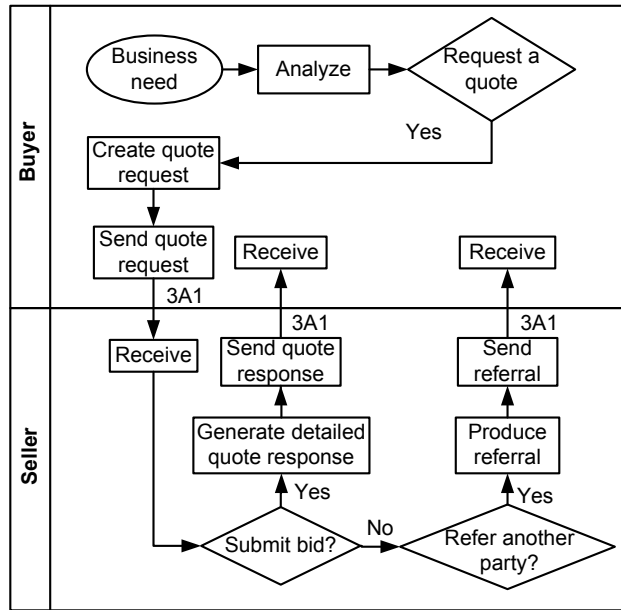 Buyer
Business
need
Analyze
Request a
quote
Yes
Create quote
request
Send quote
request
3A1
Receive
Receive
Seller
Receive
3A1
Send quote
response
3A1
Send
referral
Generate detailed
quote response
Produce
referral
Yes
Yes
Submit bid?
No
Refer another
party?